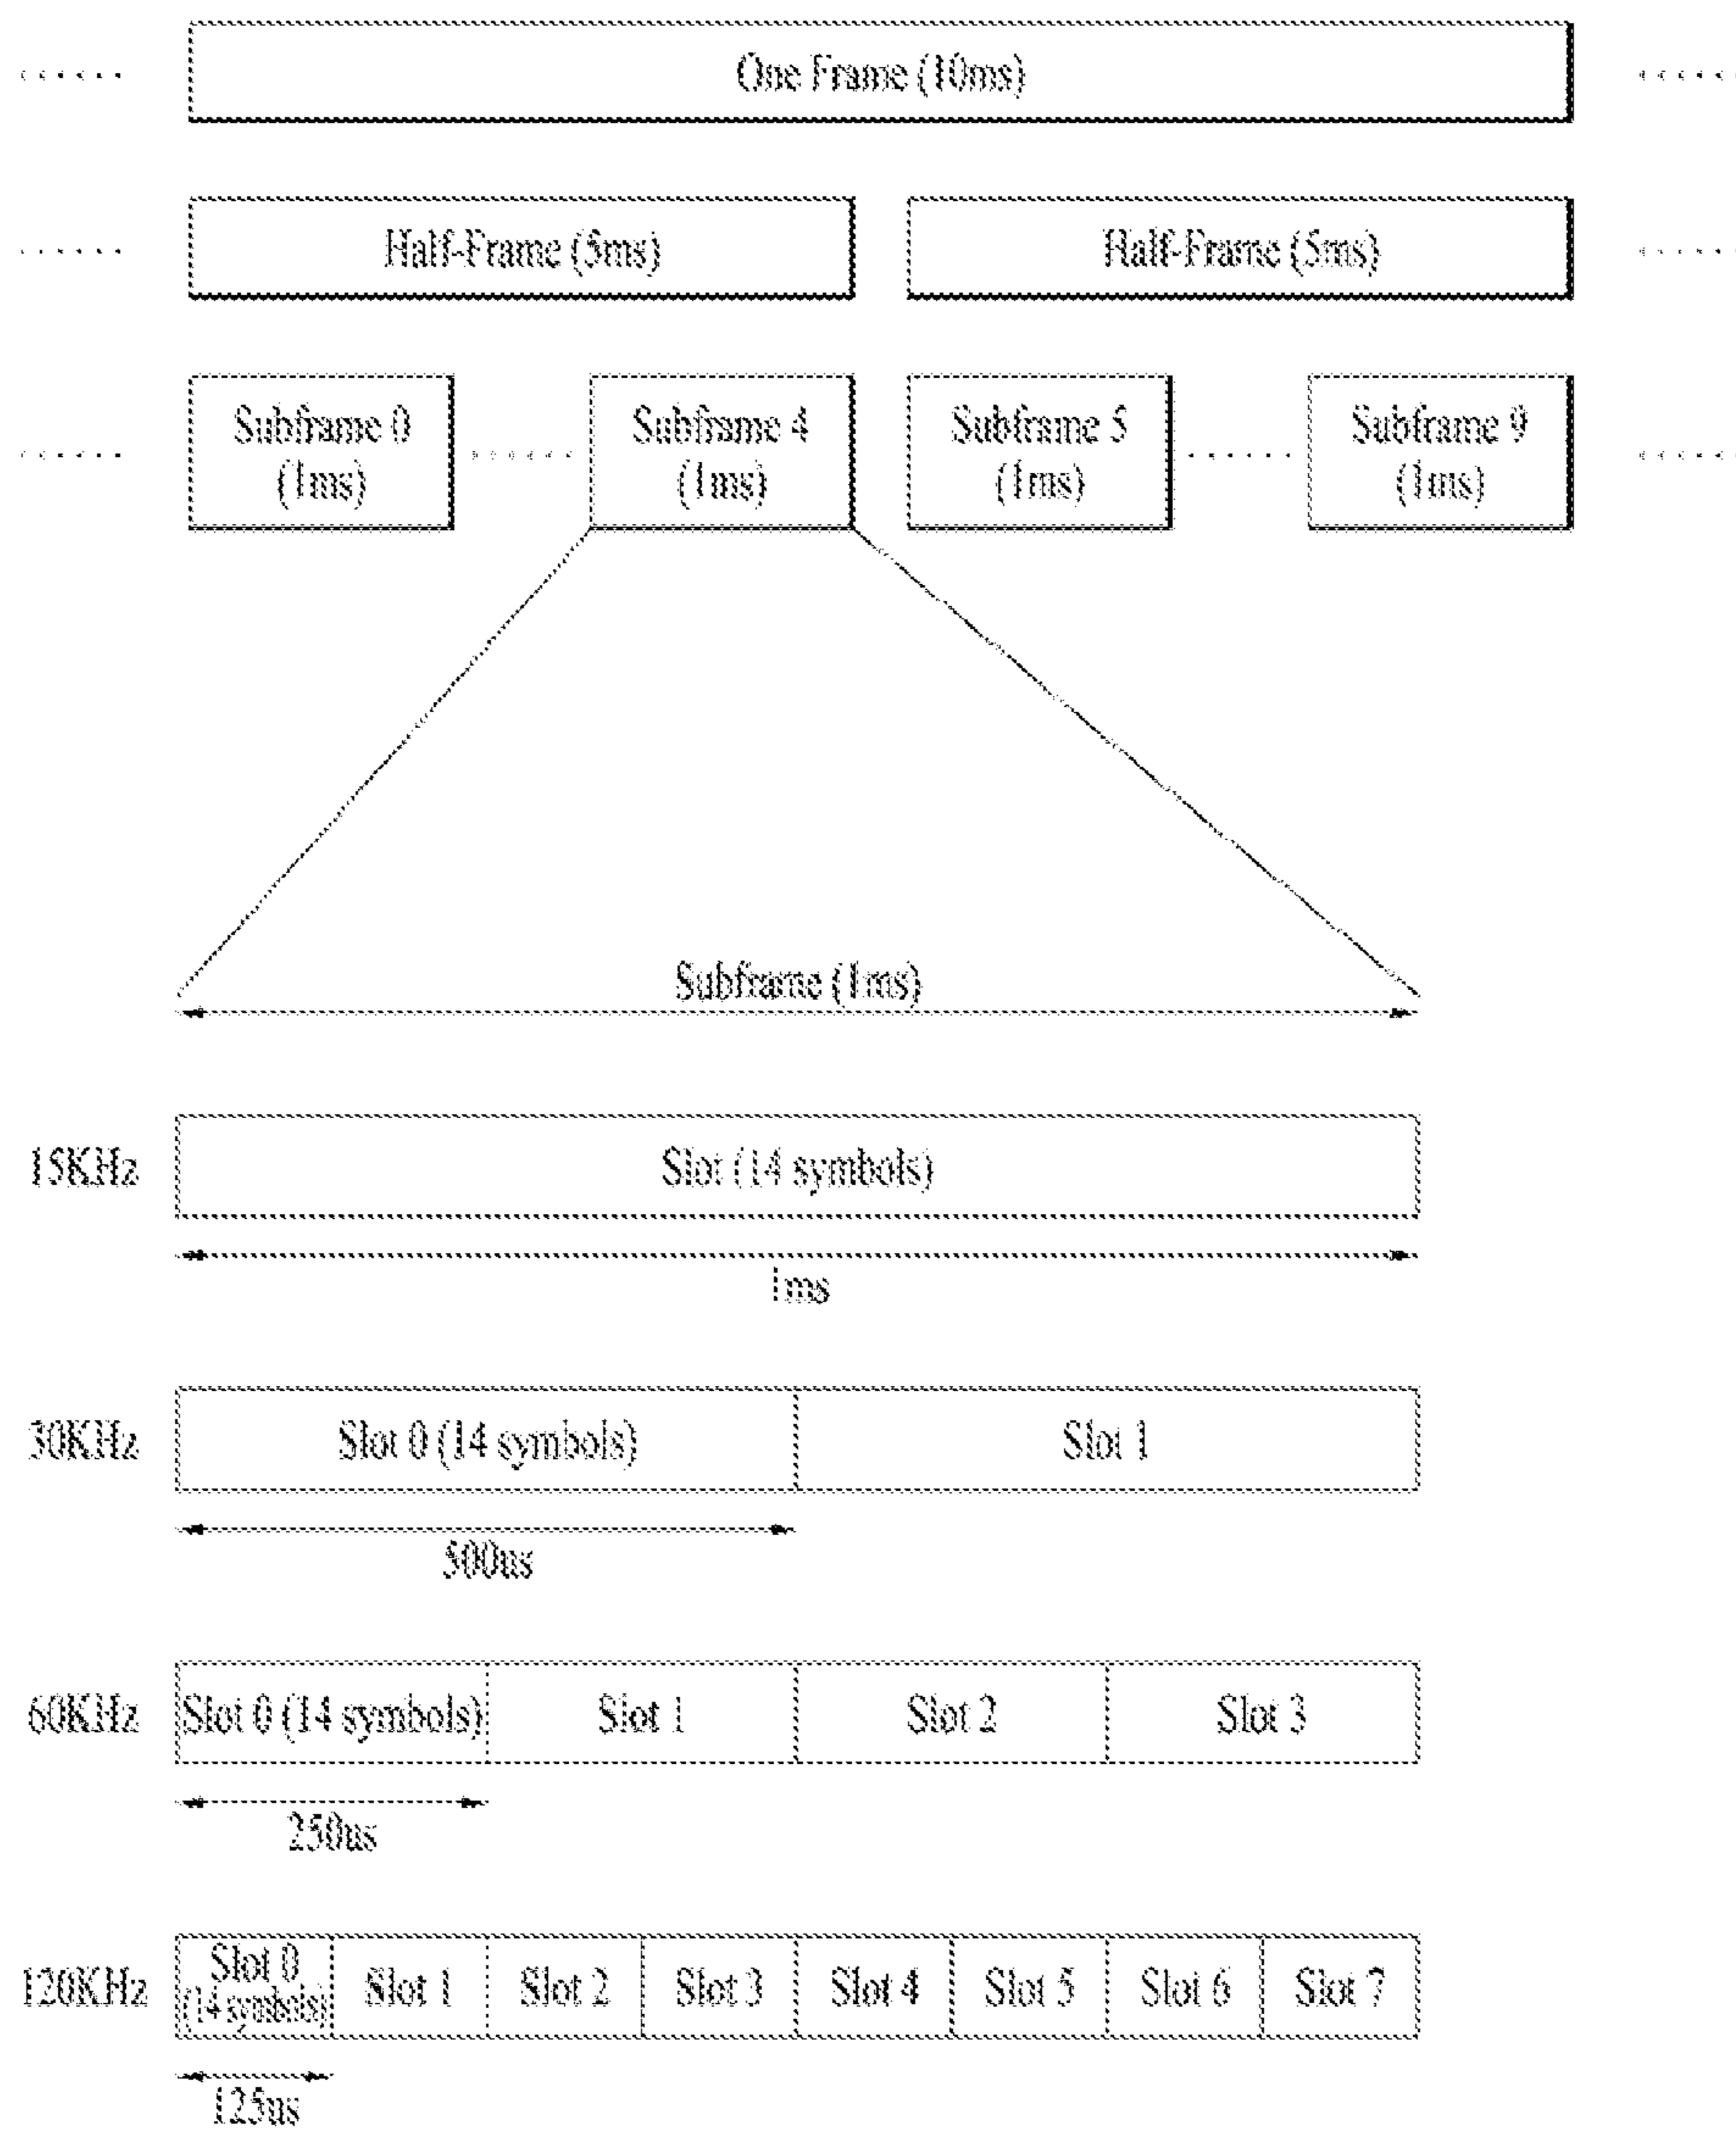 One Frame (10ms)
Half-Frame (5ms) Half-Frame (5ms)
Subframe 0 Subframe 4 Subframe 5 Subframe 9
(1ms) (1ms) (1ms) (1ms)
Subframe (1ms)
15KHz Slot (14 symbols)
1ms
30KHz Slot 0 (14 symbols) Slot 1
500us
60KHz Slot 0 (14 symbols) Slot 1 Slot 2 Slot 3
250us
120KHz Slot 0 (14 symbols) Slot 1 Slot 2 Slot 3 Slot 4 Slot 5 Slot 6 Slot 7
125us